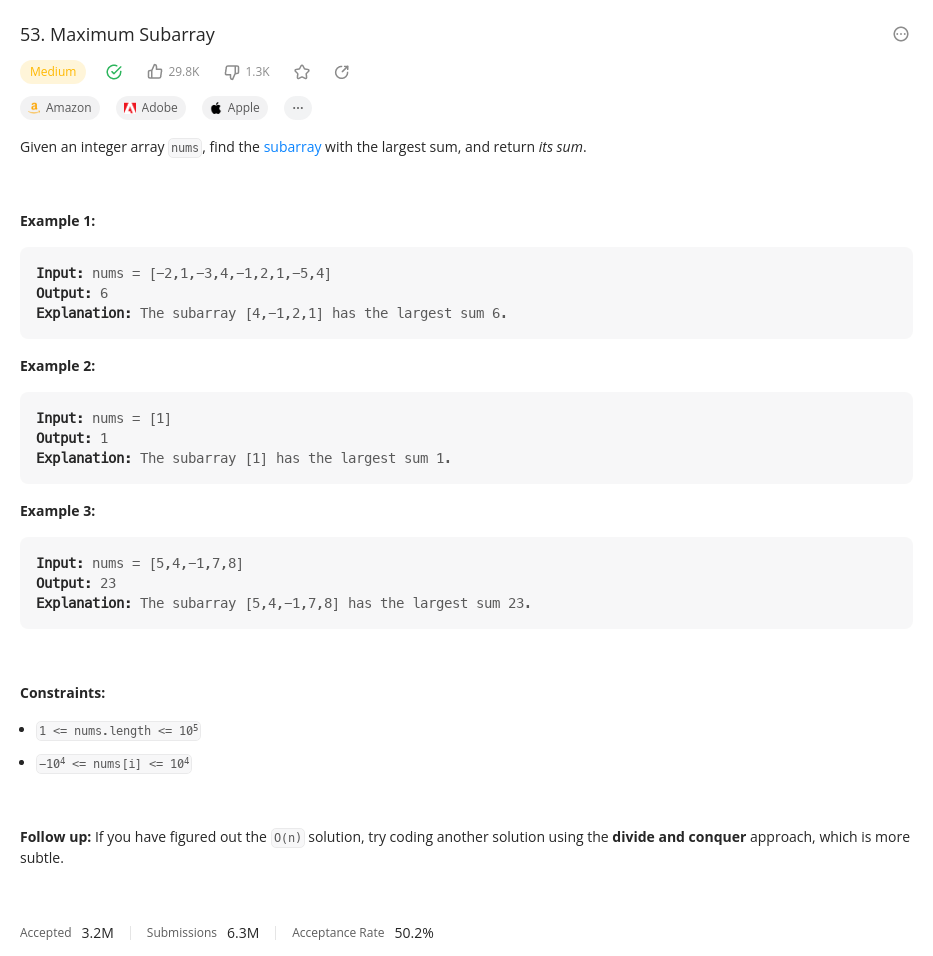 53. Maximum Subarray
Medium 29.8K 1.3K
Amazon Adobe Apple ...
Given an integer array nums, find the subarray with the largest sum, and return its sum.
Example 1:
Input: nums = [-2,1,-3,4,-1,2,1,-5,4]
Output: 6
Explanation: The subarray [4,-1,2,1] has the largest sum 6.
Example 2:
Input: nums = [1]
Output: 1
Explanation: The subarray [1] has the largest sum 1.
Example 3:
Input: nums = [5,4,-1,7,8]
Output: 23
Explanation: The subarray [5,4,-1,7,8] has the largest sum 23.
Constraints:
• 1 <= nums.length <= 10⁵
• -10⁴ <= nums[i] <= 10⁴
Follow up: If you have figured out the O(n) solution, try coding another solution using the divide and conquer approach, which is more
subtle.
Accepted 3.2M Submissions 6.3M Acceptance Rate 50.2%